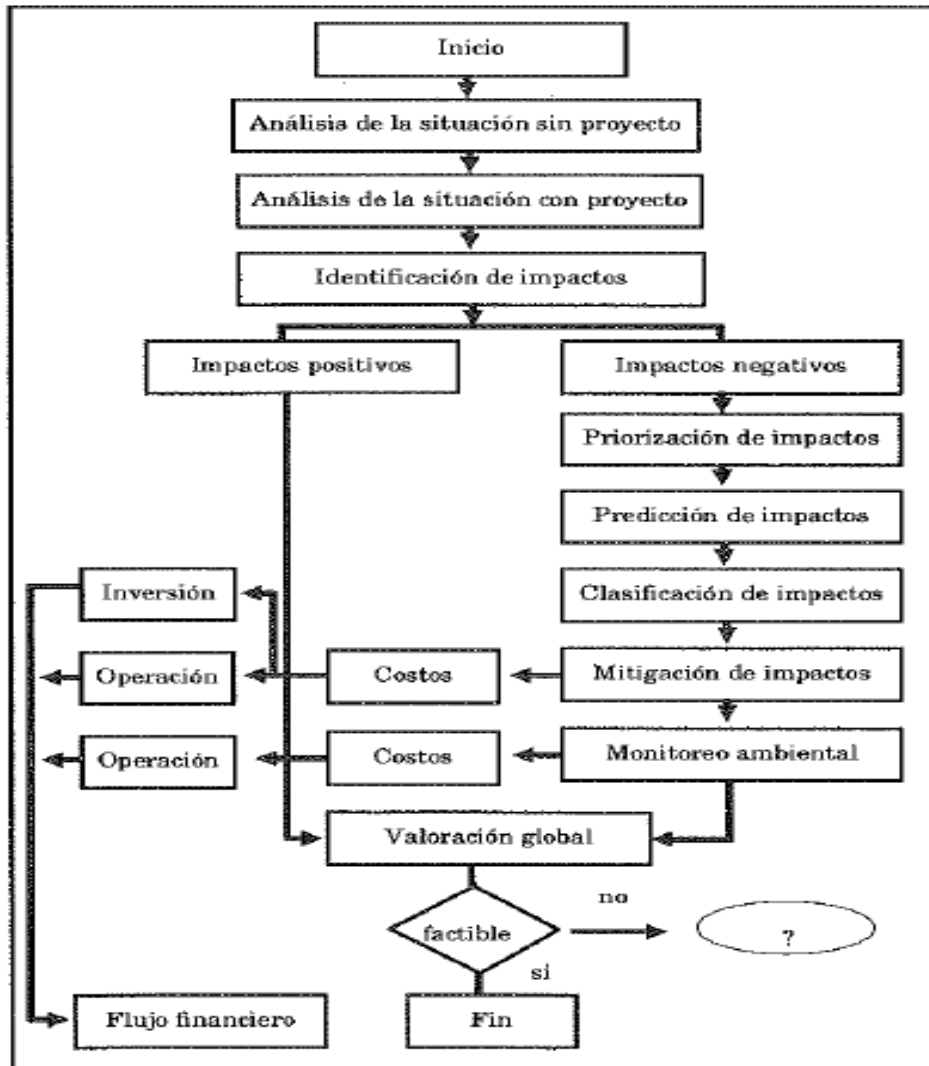 Inicio
Análisis de la situación sin proyecto
Análisis de la situación con proyecto
Identificación de impactos
Impactos positivos
Impactos negativos
Priorización de impactos
Predicción de impactos
Inversión
Clasificación de impactos
Operación
Costos
Mitigación de impactos
Operación
Costos
Monitoreo ambiental
Valoración global
no
factible
?
si
Flujo financiero
Fin